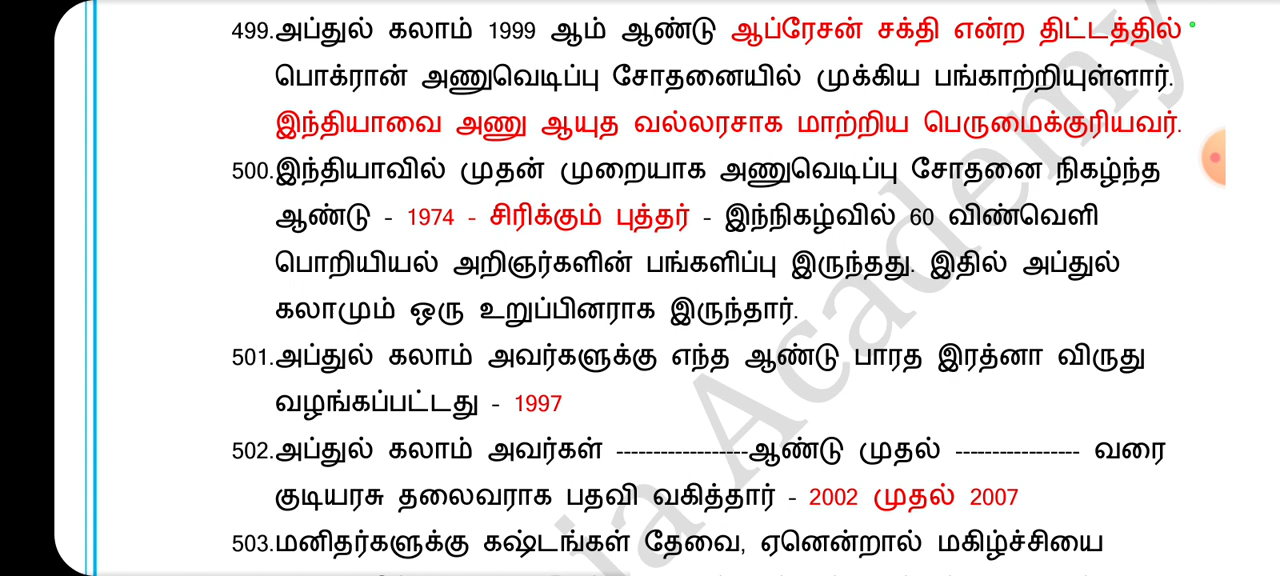 499.அப்துல் கலாம் 1999 ஆம் ஆண்டு ஆப்ரேசன் சக்தி என்ற திட்டத்தில்
பொக்ரான் அணுவெடிப்பு சோதனையில் முக்கிய பங்காற்றியுள்ளார்.
இந்தியாவை அணு ஆயுத வல்லரசாக மாற்றிய பெருமைக்குரியவர்.
500.இந்தியாவில் முதன் முறையாக அணுவெடிப்பு சோதனை நிகழ்ந்த
ஆண்டு - 1974 - சிரிக்கும் புத்தர் - இந்நிகழ்வில் 60 விண்வெளி
பொறியியல் அறிஞர்களின் பங்களிப்பு இருந்தது. இதில் அப்துல்
கலாமும் ஒரு உறுப்பினராக இருந்தார்.
501.அப்துல் கலாம் அவர்களுக்கு எந்த ஆண்டு பாரத இரத்னா விருது
வழங்கப்பட்டது - 1997
502.அப்துல் கலாம் அவர்கள் ------------------ஆண்டு முதல் ----------------- வரை
குடியரசு தலைவராக பதவி வகித்தார் - 2002 முதல் 2007
503.மனிதர்களுக்கு கஷ்டங்கள் தேவை, ஏனென்றால் மகிழ்ச்சியை
Academy